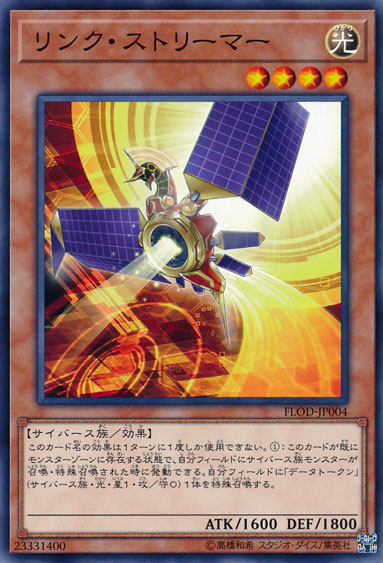 リンク・ストリーマー
光
FLOD-JP004
【サイバース族／効果】
このカード名の効果は1ターンに1度しか使用できない。①：このカードが既に
モンスターゾーンに存在する状態で、自分フィールドにサイバース族モンスターが
召喚・特殊召喚された時に発動できる。自分フィールドに「データトークン」
(サイバース族・光・星1・攻／守0)1体を特殊召喚する。
ATK/1600 DEF/1800
23331400
©高橋和希 スタジオ・ダイス/集英社